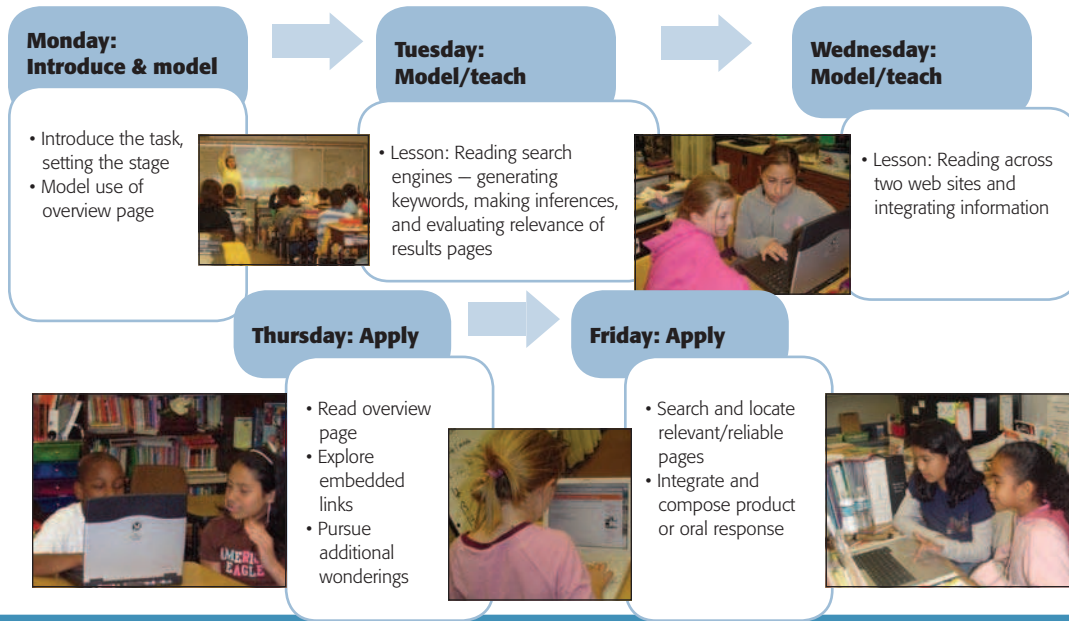 Monday:
Introduce & model
• Introduce the task,
setting the stage
• Model use of
overview page
Tuesday:
Model/teach
• Lesson: Reading search
engines — generating
keywords, making inferences,
and evaluating relevance of
results pages
Wednesday:
Model/teach
• Lesson: Reading across
two web sites and
integrating information
Thursday: Apply
• Read overview
page
• Explore
embedded
links
• Pursue
additional
wonderings
AMERICAN
EAGLE
Friday: Apply
• Search and locate
relevant/reliable
pages
• Integrate and
compose product
or oral response